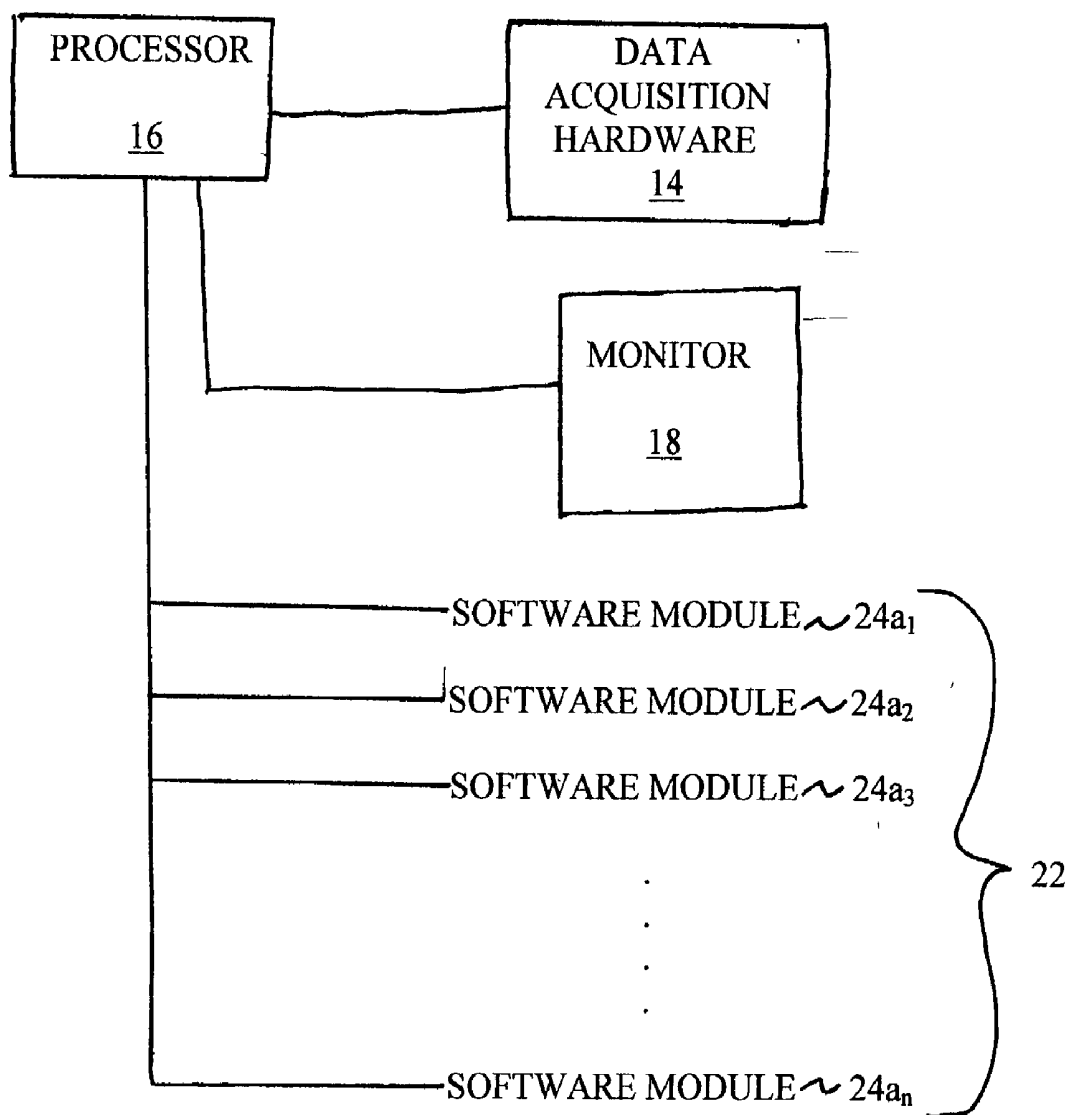 PROCESSOR
16
DATA
ACQUISITION
HARDWARE
14
MONITOR
18
SOFTWARE MODULE 24a₁
SOFTWARE MODULE 24a₂
SOFTWARE MODULE 24a₃
22
SOFTWARE MODULE 24aₙ